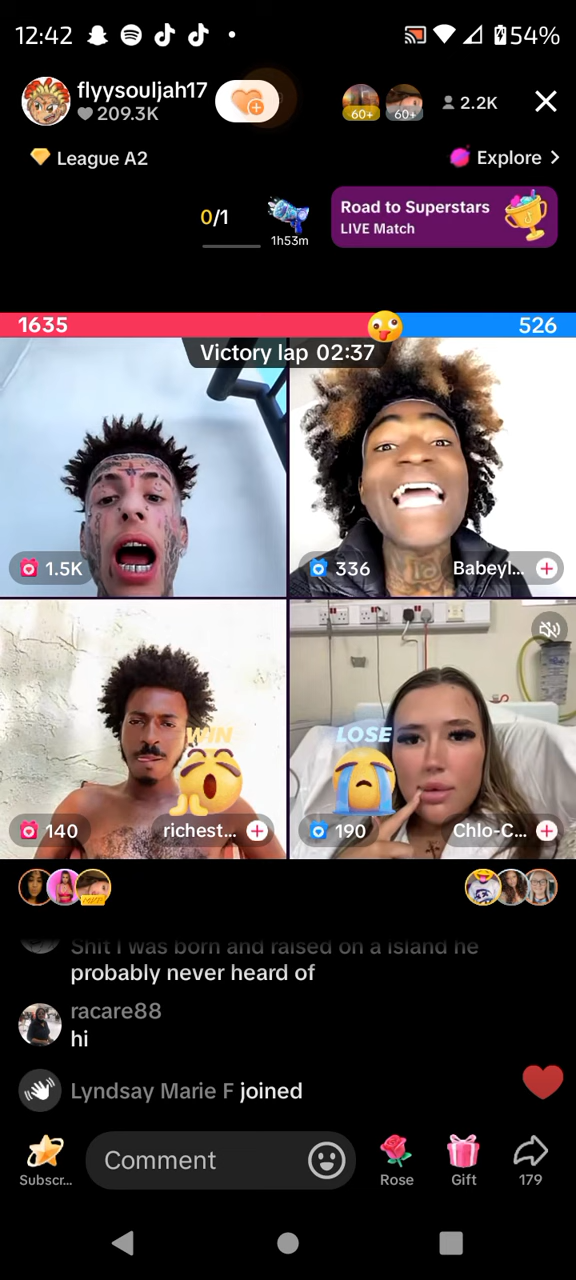 12:42
54%
flyysouljah17
209.3K
60+
60+
2.2K
League A2
Explore
0/1
1h53m
Road to Superstars
LIVE Match
1635
526
Victory lap 02:37
1.5K
336
Babeyl...
WIN
LOSE
140
richest...
190
Chlo-C...
Shit I was born and raised on a island he
probably never heard of
racare88
hi
Lyndsay Marie F joined
Subscr...
Comment
Rose
Gift
179